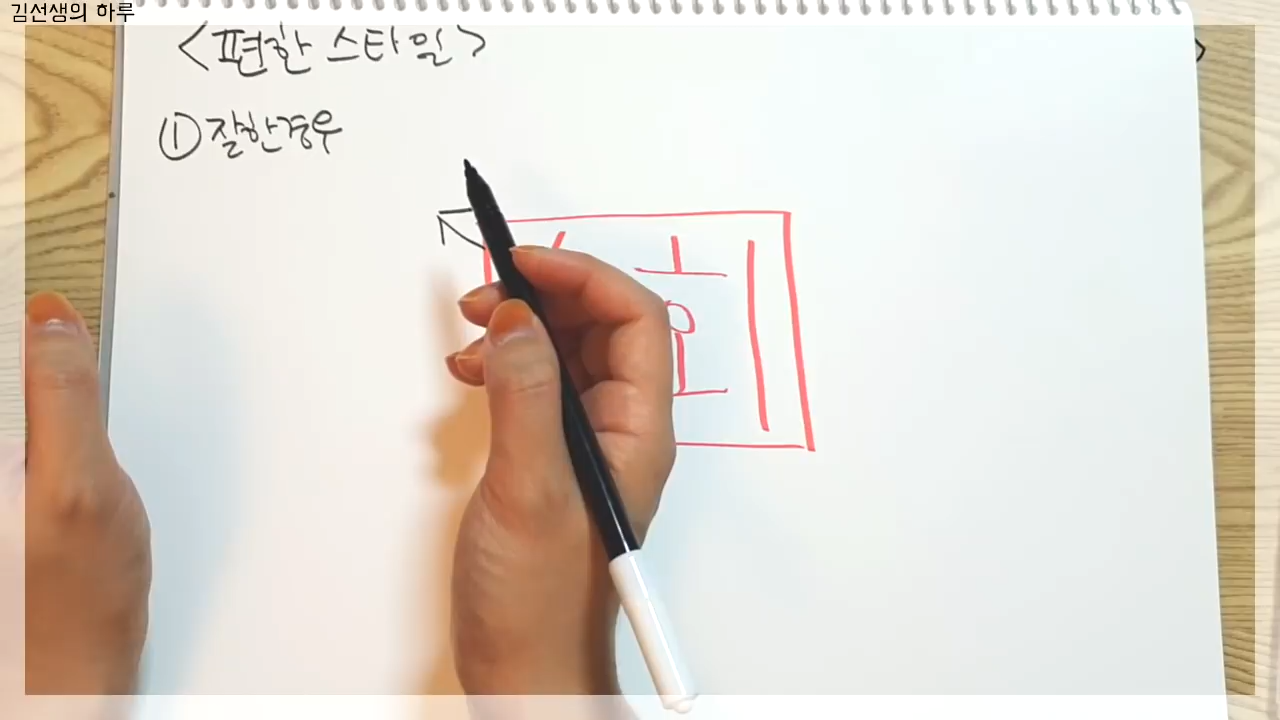 김선생의 하루
<편한 스타일>
① 잘한경우